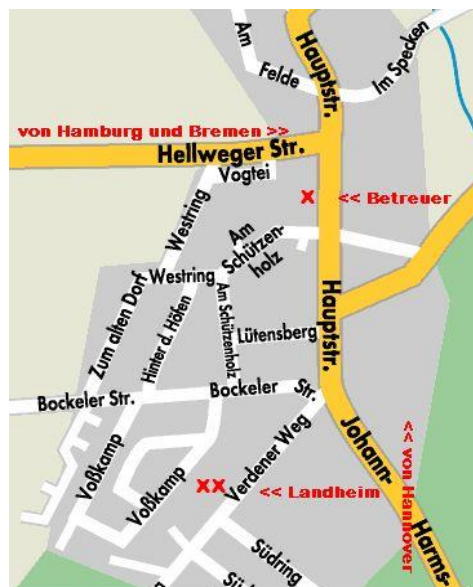 Am
Felde
Hauptstr.
Im Specken
von Hamburg und Bremen >>
Hellweger Str.
Vogtei
X << Betreuer
Westring
Am
Schützen-
holz
Westring
Zum alten Dorf
Hinter d. Höfen
Am Schützenholz
Hauptstr.
Lütensberg
Bockeler Str.
Bockeler Str.
Johann-
Harms-
<< von Hannover
Voßkamp
Voßkamp
Verdener Weg
XX << Landheim
Südring